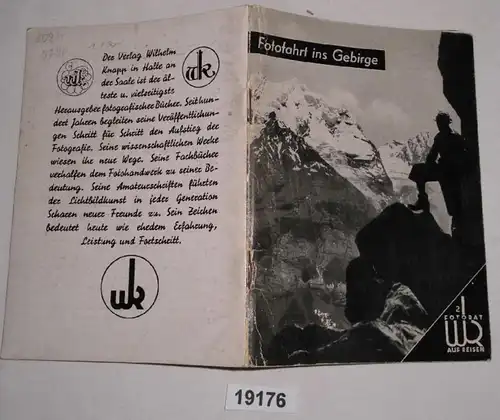 Der Verlag Wilhelm
Knapp in Halle an
der Saale ist der äl-
teste u. vielseitigste
Herausgeber fotografischer Bücher. Seit hun-
dert Jahren begleiten seine Veröffentlichun-
gen Schritt für Schritt den Aufstieg der
Fotografie. Seine wissenschaftlichen Werke
wiesen ihr neue Wege. Seine Fachbücher
verhalfen dem Fotohandwerk zu seiner Be-
deutung. Seine Amateurschriften führten
der Lichtbildkunst in jeder Generation
Scharen neuer Freunde zu. Sein Zeichen
bedeutet heute wie ehedem Erfahrung,
Leistung und Fortschritt.
wk
Fotofahrt ins Gebirge
2
FOTORAT
wk
AUF REISEN
19176